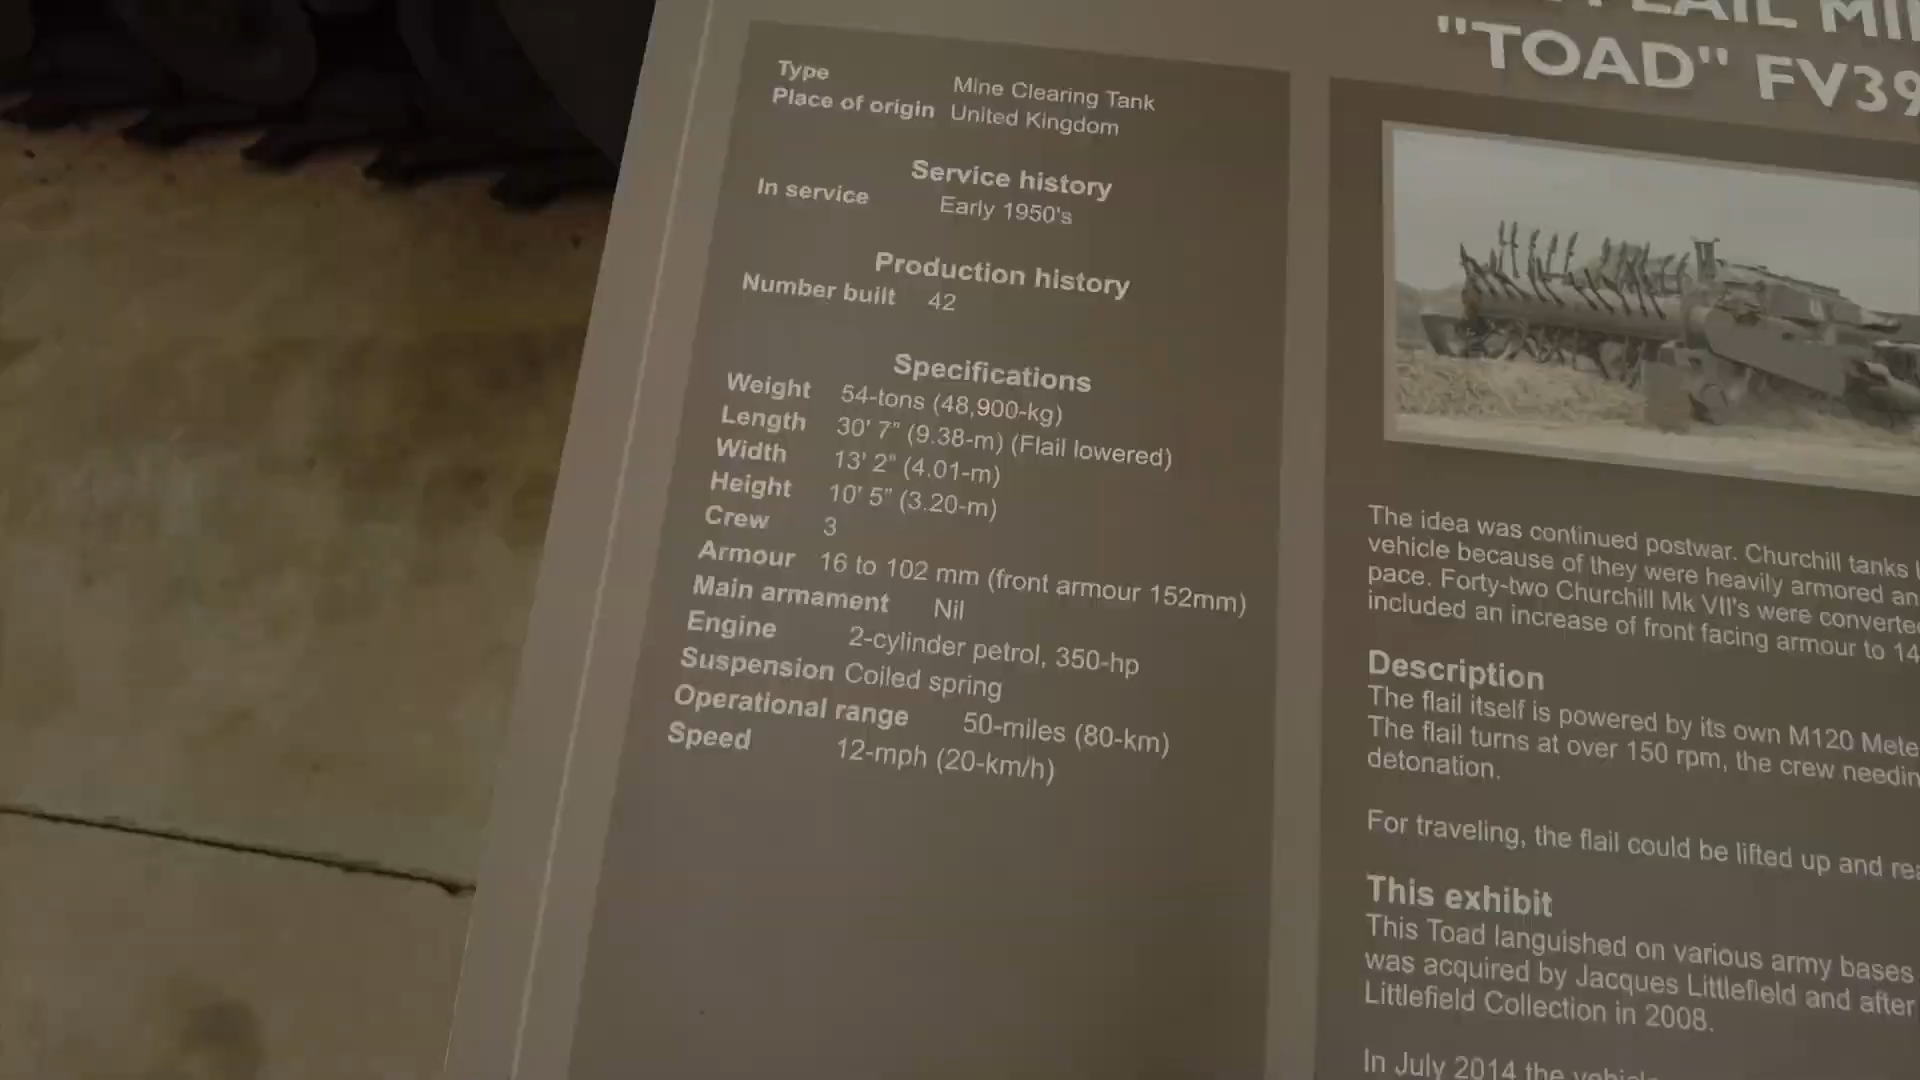 Type Mine Clearing Tank
Place of origin United Kingdom
Service history
In service Early 1950's
Production history
Number built 42
Specifications
Weight 54-tons (48,900-kg)
Length 30' 7" (9.38-m) (Flail lowered)
Width 13' 2" (4.01-m)
Height 10' 5" (3.20-m)
Crew 3
Armour 16 to 102 mm (front armour 152mm)
Main armament Nil
Engine 2-cylinder petrol, 350-hp
Suspension Coiled spring
Operational range 50-miles (80-km)
Speed 12-mph (20-km/h)
"TOAD" FV39
The idea was continued postwar. Churchill tanks
vehicle because of they were heavily armored an
pace. Forty-two Churchill Mk VII's were converte
included an increase of front facing armour to 14
Description
The flail itself is powered by its own M120 Mete
The flail turns at over 150 rpm, the crew needin
detonation.
For traveling, the flail could be lifted up and rea
This exhibit
This Toad languished on various army bases
was acquired by Jacques Littlefield and after
Littlefield Collection in 2008.
In July 2014 the